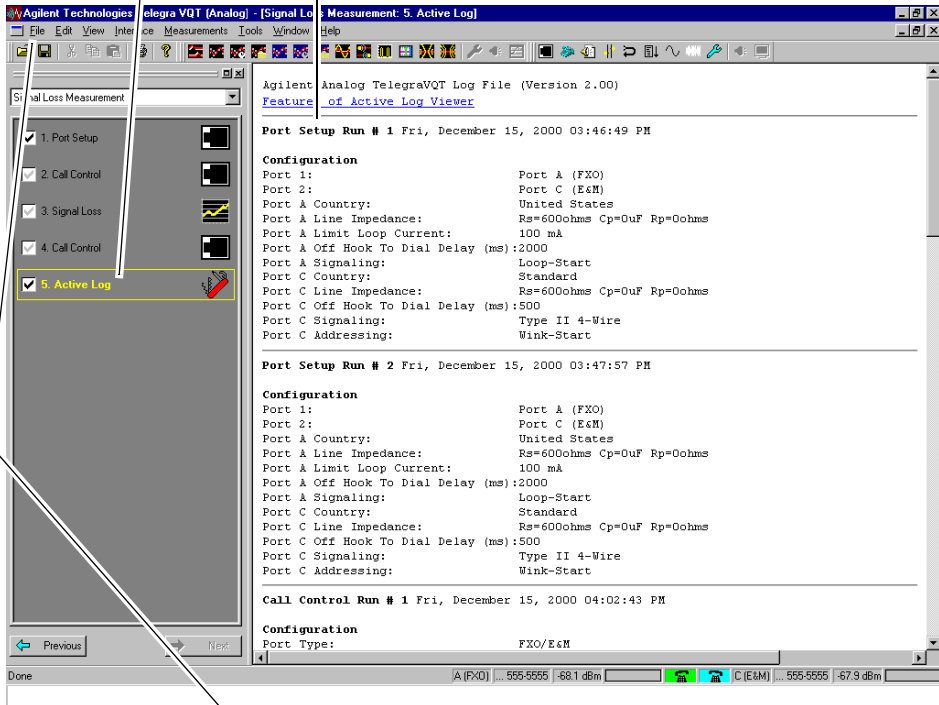 Agilent Technologies Telegra VQT (Analog) - [Signal Loss Measurement: 5. Active Log]
File Edit View Interface Measurements Tools Window Help
Signal Loss Measurement
1. Port Setup
2. Call Control
3. Signal Loss
4. Call Control
5. Active Log
Previous
Next
Agilent Analog TelegraVQT Log File (Version 2.00)
Features of Active Log Viewer
Port Setup Run # 1 Fri, December 15, 2000 03:46:49 PM
Configuration
Port 1: Port A (FXO)
Port 2: Port C (E&M)
Port A Country: United States
Port A Line Impedance: Rs=600ohms Cp=0uF Rp=0ohms
Port A Limit Loop Current: 100 mA
Port A Off Hook To Dial Delay (ms):2000
Port A Signaling: Loop-Start
Port C Country: Standard
Port C Line Impedance: Rs=600ohms Cp=0uF Rp=0ohms
Port C Off Hook To Dial Delay (ms):500
Port C Signaling: Type II 4-Wire
Port C Addressing: Wink-Start
Port Setup Run # 2 Fri, December 15, 2000 03:47:57 PM
Configuration
Port 1: Port A (FXO)
Port 2: Port C (E&M)
Port A Country: United States
Port A Line Impedance: Rs=600ohms Cp=0uF Rp=0ohms
Port A Limit Loop Current: 100 mA
Port A Off Hook To Dial Delay (ms):2000
Port A Signaling: Loop-Start
Port C Country: Standard
Port C Line Impedance: Rs=600ohms Cp=0uF Rp=0ohms
Port C Off Hook To Dial Delay (ms):500
Port C Signaling: Type II 4-Wire
Port C Addressing: Wink-Start
Call Control Run # 1 Fri, December 15, 2000 04:02:43 PM
Configuration
Port Type: FXO/E&M
Done
A (FXO) ... 555-5555 -68.1 dBm C (E&M) ... 555-5555 -67.9 dBm